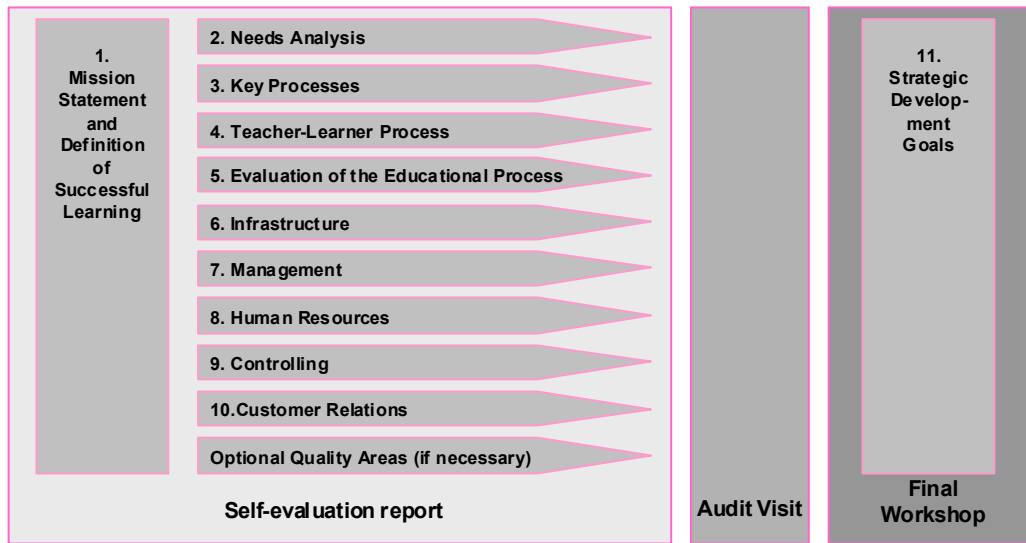 1.
Mission
Statement
and
Definition
of
Successful
Learning
2. Needs Analysis
3. Key Processes
4. Teacher-Learner Process
5. Evaluation of the Educational Process
6. Infrastructure
7. Management
8. Human Resources
9. Controlling
10.Customer Relations
Optional Quality Areas (if necessary)
Self-evaluation report
Audit Visit
11.
Strategic
Develop-
ment
Goals
Final
Workshop